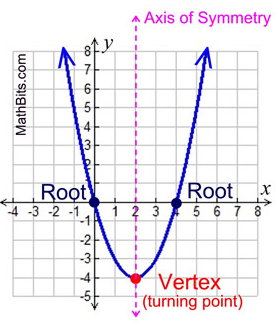 Axis of Symmetry
MathBits.com
y
8
7
6
5
4
3
2
1
Root
Root
x
-4 -3 -2 -1 0 1 2 3 4 5 6 7 8
-1
-2
-3
-4
-5
Vertex
(turning point)